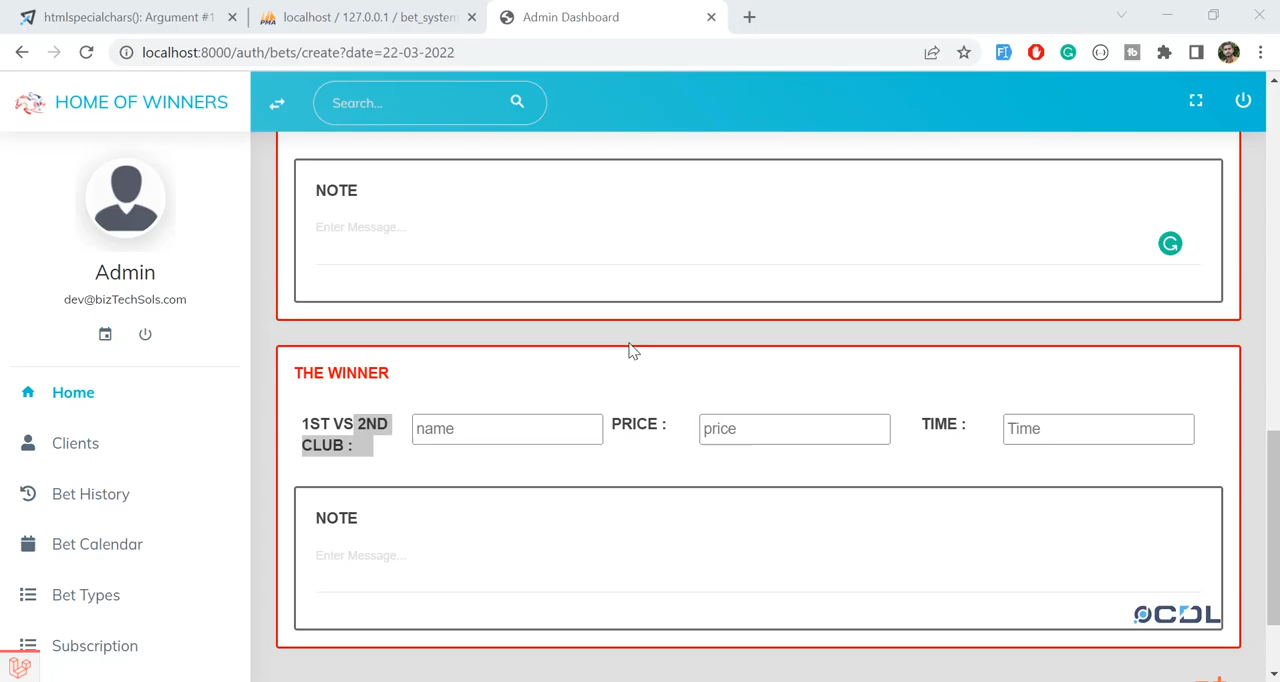 htmlspecialchars(): Argument #1
localhost / 127.0.0.1 / bet_system
Admin Dashboard
localhost:8000/auth/bets/create?date=22-03-2022
HOME OF WINNERS
Search...
Admin
dev@bizTechSols.com
Home
Clients
Bet History
Bet Calendar
Bet Types
Subscription
NOTE
Enter Message...
THE WINNER
1ST VS 2ND
CLUB :
name
PRICE :
price
TIME :
Time
NOTE
Enter Message...